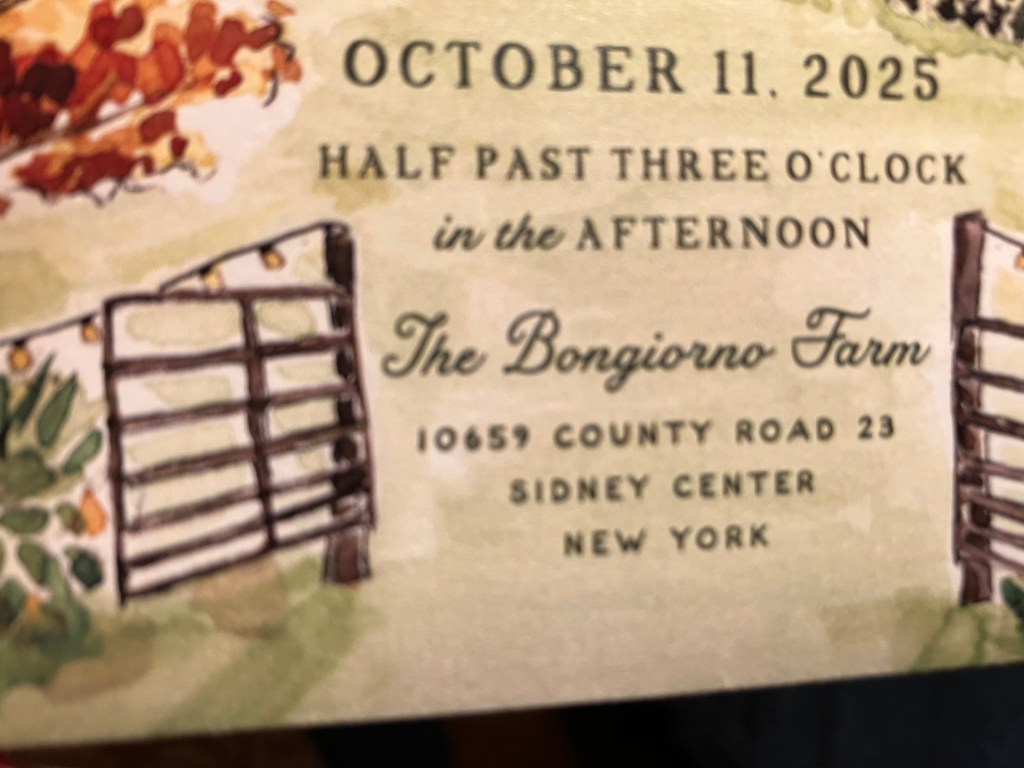 OCTOBER 11, 2025
HALF PAST THREE O'CLOCK
in the AFTERNOON
The Bongiorno Farm
10659 COUNTY ROAD 23
SIDNEY CENTER
NEW YORK